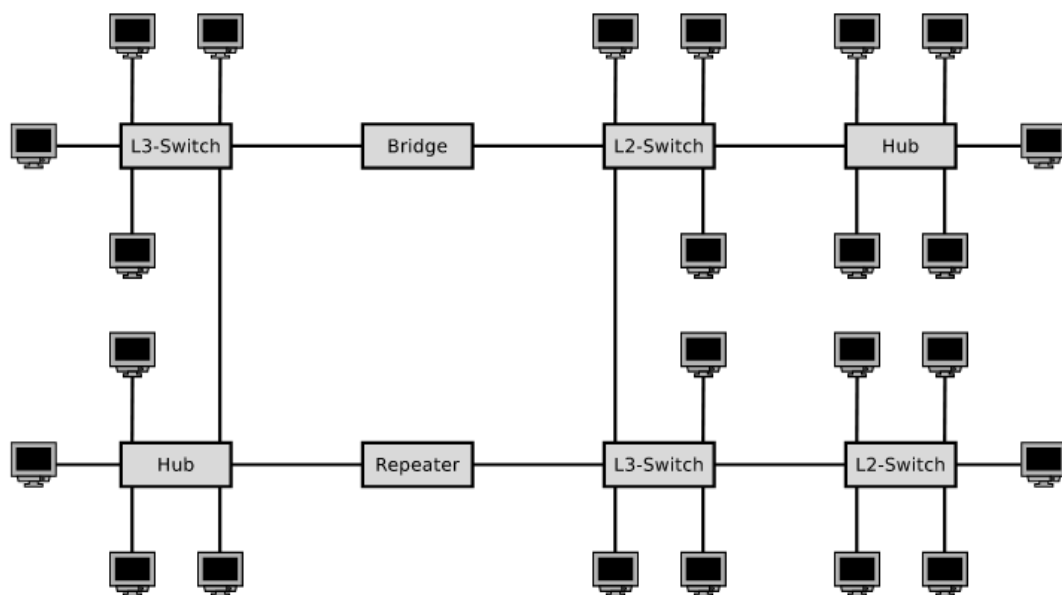 L3-Switch
Bridge
L2-Switch
Hub
Hub
Repeater
L3-Switch
L2-Switch